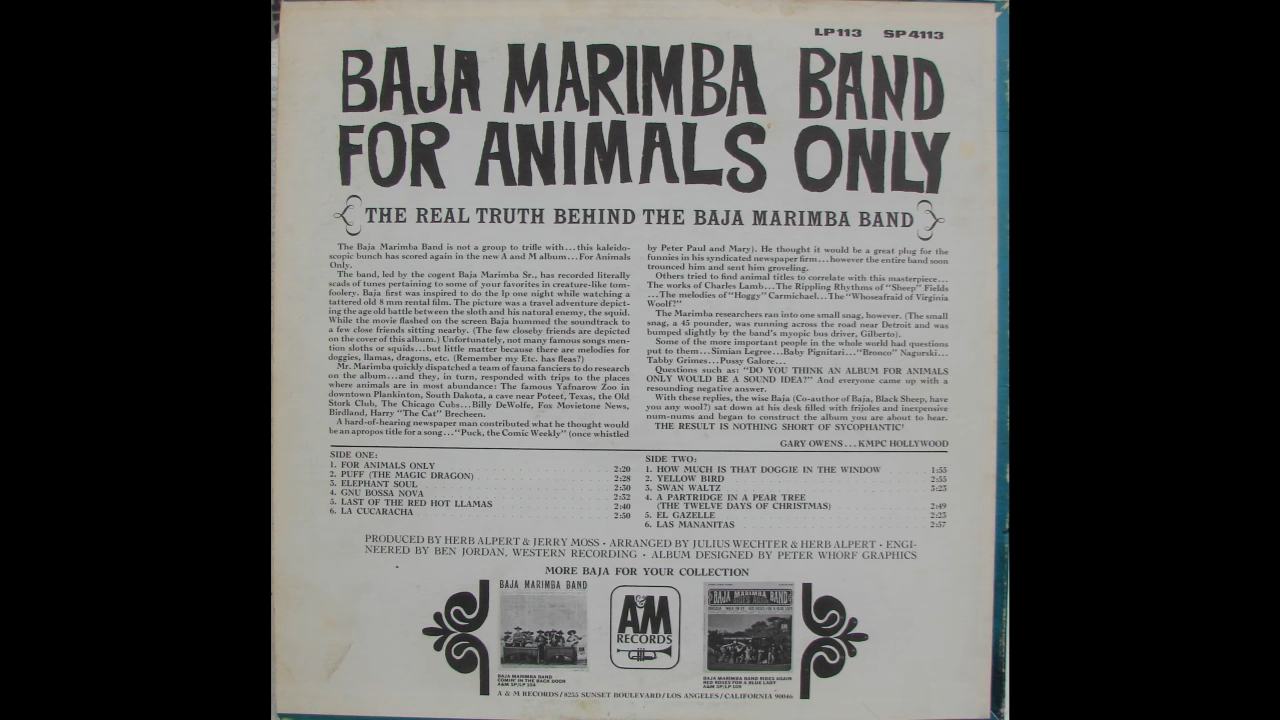 LP113 SP4113
BAJA MARIMBA BAND
FOR ANIMALS ONLY
THE REAL TRUTH BEHIND THE BAJA MARIMBA BAND
The Baja Marimba Band is not a group to trifle with...this kaleido-
scopic bunch has scored again in the new A and M album...For Animals
Only.
The band, led by the cogent Baja Marimba Sr., has recorded literally
scads of tunes pertaining to some of your favorites in creature-like tom-
foolery. Baja first was inspired to do the lp one night while watching a
tattered old 8 mm rental film. The picture was a travel adventure depict-
ing the age old battle between the sloth and his natural enemy, the squid.
While the movie flashed on the screen Baja hummed the soundtrack to
a few close friends sitting nearby. (The few closeby friends are depicted
on the cover of this album.) Unfortunately, not many famous songs men-
tion sloths or squids...but little matter because there are melodies for
doggies, llamas, dragons, etc. (Remember my Etc. has fleas?)
Mr. Marimba quickly dispatched a team of fauna fanciers to do research
on the album...and they, in turn, responded with trips to the places
where animals are in most abundance: The famous Yafnarow Zoo in
downtown Plankinton, South Dakota, a cave near Poteet, Texas, the Old
Stork Club, The Chicago Cubs...Billy DeWolfe, Fox Movietone News,
Birdland, Harry "The Cat" Brecheen.
A hard-of-hearing newspaper man contributed what he thought would
be an apropos title for a song..."Puck, the Comic Weekly" (once whistled
by Peter Paul and Mary). He thought it would be a great plug for the
funnies in his syndicated newspaper firm...however the entire band soon
trounced him and sent him groveling.
Others tried to find animal titles to correlate with this masterpiece...
The works of Charles Lamb...The Rippling Rhythms of "Sheep" Fields
...The melodies of "Hoggy" Carmichael...The "Whoseafraid of Virginia
Woolf?"
The Marimba researchers ran into one small snag, however. (The small
snag, a 45 pounder, was running across the road near Detroit and was
bumped slightly by the band's myopic bus driver, Gilberto).
Some of the more important people in the whole world had questions
put to them...Simian Legree...Baby Pignitari..."Bronco" Nagurski...
Tabby Grimes...Pussy Galore...
Questions such as: "DO YOU THINK AN ALBUM FOR ANIMALS
ONLY WOULD BE A SOUND IDEA?" And everyone came up with a
resounding negative answer.
With these replies, the wise Baja (Co-author of Baja, Black Sheep, have
you any wool?) sat down at his desk filled with frijoles and inexpensive
num-nums and began to construct the album you are about to hear.
THE RESULT IS NOTHING SHORT OF SYCOPHANTIC!
GARY OWENS...KMPC HOLLYWOOD
SIDE ONE:
1. FOR ANIMALS ONLY 2:20
2. PUFF (THE MAGIC DRAGON) 2:28
3. ELEPHANT SOUL 2:30
4. GNU BOSSA NOVA 2:32
5. LAST OF THE RED HOT LLAMAS 2:40
6. LA CUCARACHA 2:50
SIDE TWO:
1. HOW MUCH IS THAT DOGGIE IN THE WINDOW 1:55
2. YELLOW BIRD 2:55
3. SWAN WALTZ 3:23
4. A PARTRIDGE IN A PEAR TREE
(THE TWELVE DAYS OF CHRISTMAS) 2:49
5. EL GAZELLE 2:23
6. LAS MANANITAS 2:57
PRODUCED BY HERB ALPERT & JERRY MOSS • ARRANGED BY JULIUS WECHTER & HERB ALPERT • ENGI-
NEERED BY BEN JORDAN, WESTERN RECORDING • ALBUM DESIGNED BY PETER WHORF GRAPHICS
MORE BAJA FOR YOUR COLLECTION
BAJA MARIMBA BAND
A&M
RECORDS
BAJA MARIMBA BAND
BAJA MARIMBA BAND
COMIN' IN THE BACK DOOR
A&M SP/LP 104
BAJA MARIMBA BAND RIDES AGAIN
RED ROSES FOR A BLUE LADY
A&M SP/LP 109
A & M RECORDS/8255 SUNSET BOULEVARD/LOS ANGELES/CALIFORNIA 90046